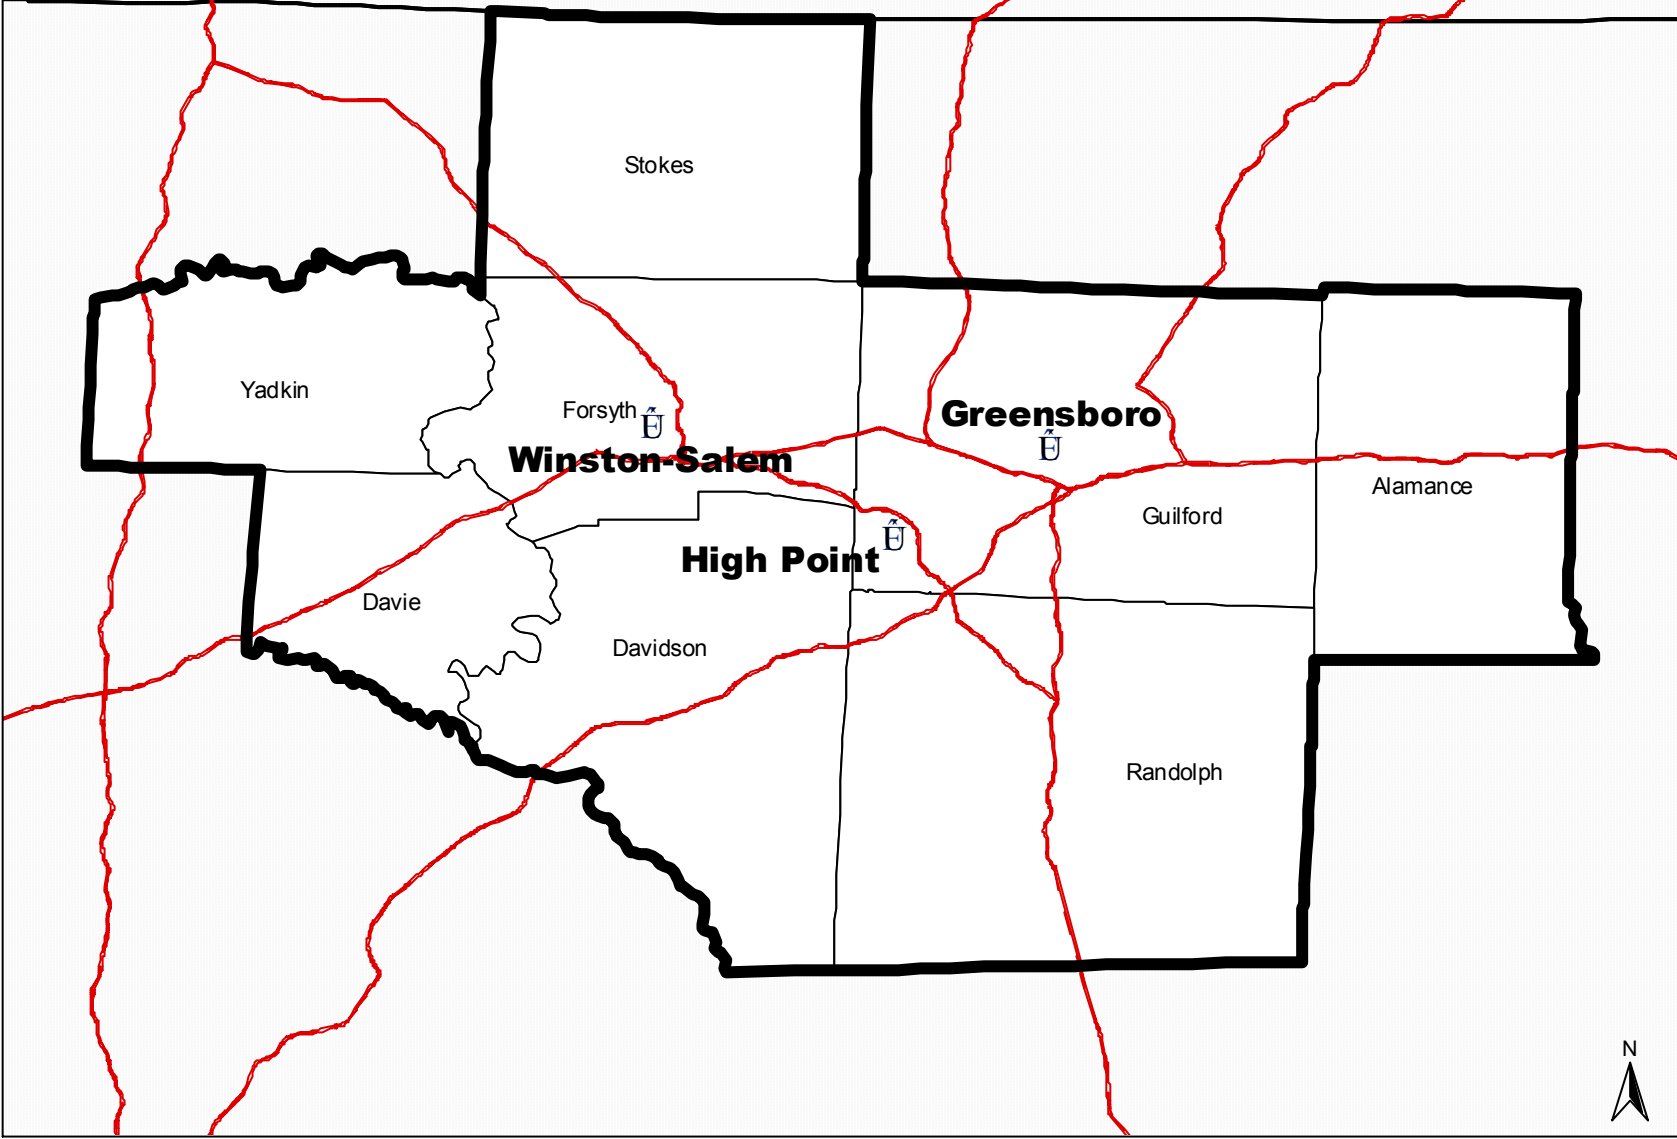 Stokes
Yadkin
Forsyth
Greensboro
Winston-Salem
Alamance
Guilford
High Point
Davie
Davidson
Randolph
N